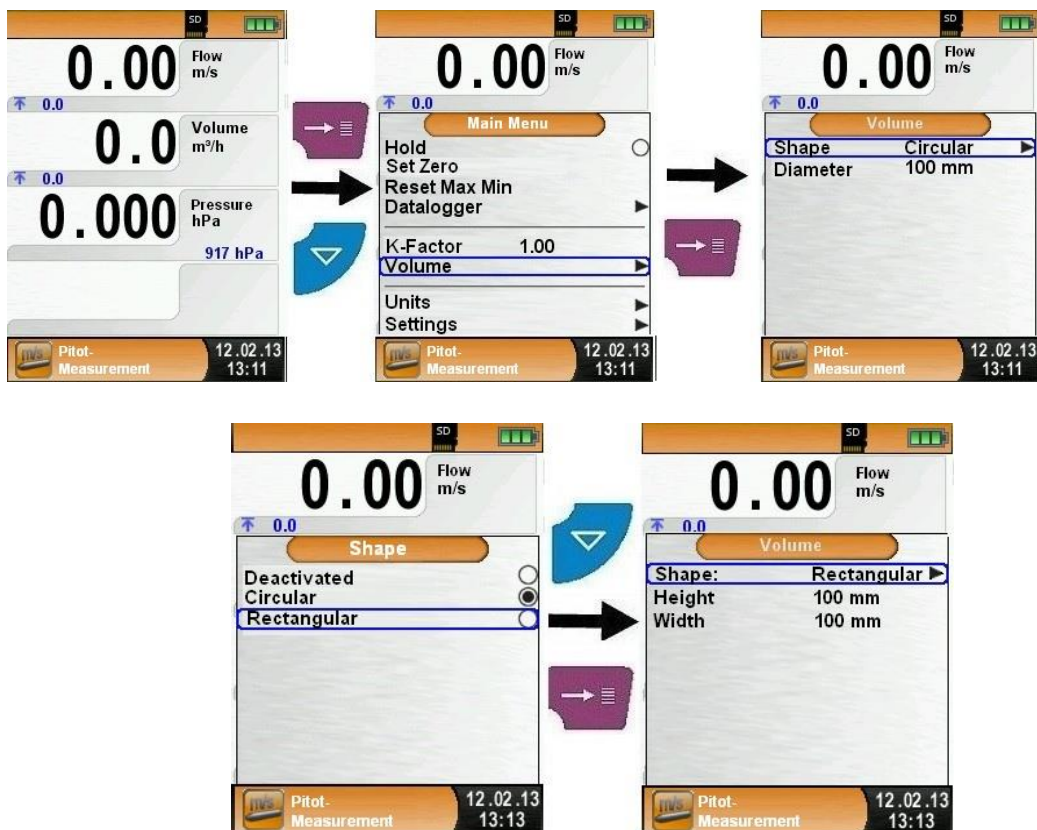 SD
0.00 Flow m/s
0.0
0.0 Volume m³/h
0.0
0.000 Pressure hPa
917 hPa
m/s Pitot- 12.02.13
Measurement 13:11
SD
0.00 Flow m/s
0.0
Main Menu
Hold
Set Zero
Reset Max Min
Datalogger
K-Factor 1.00
Volume
Units
Settings
m/s Pitot- 12.02.13
Measurement 13:11
SD
0.00 Flow m/s
0.0
Volume
Shape Circular
Diameter 100 mm
m/s Pitot- 12.02.13
Measurement 13:11
SD
0.00 Flow m/s
0.0
Shape
Deactivated
Circular
Rectangular
m/s Pitot- 12.02.13
Measurement 13:13
SD
0.00 Flow m/s
0.0
Volume
Shape: Rectangular
Height 100 mm
Width 100 mm
m/s Pitot- 12.02.13
Measurement 13:13